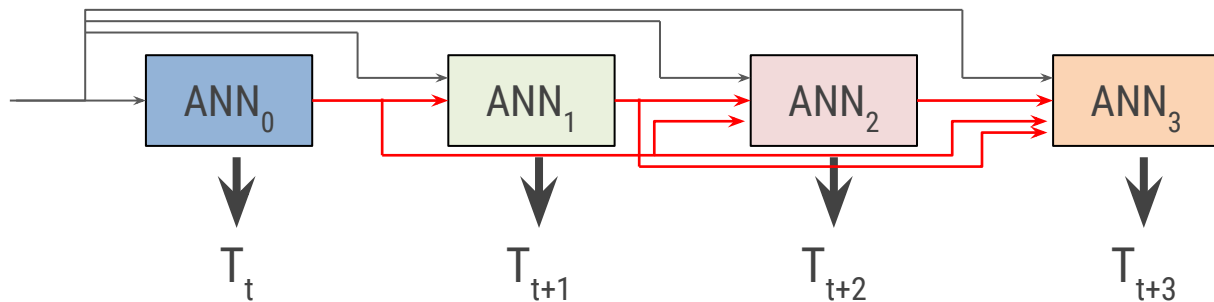 ANN₀ ANN₁ ANN₂ ANN₃
Tₜ Tₜ₊₁ Tₜ₊₂ Tₜ₊₃